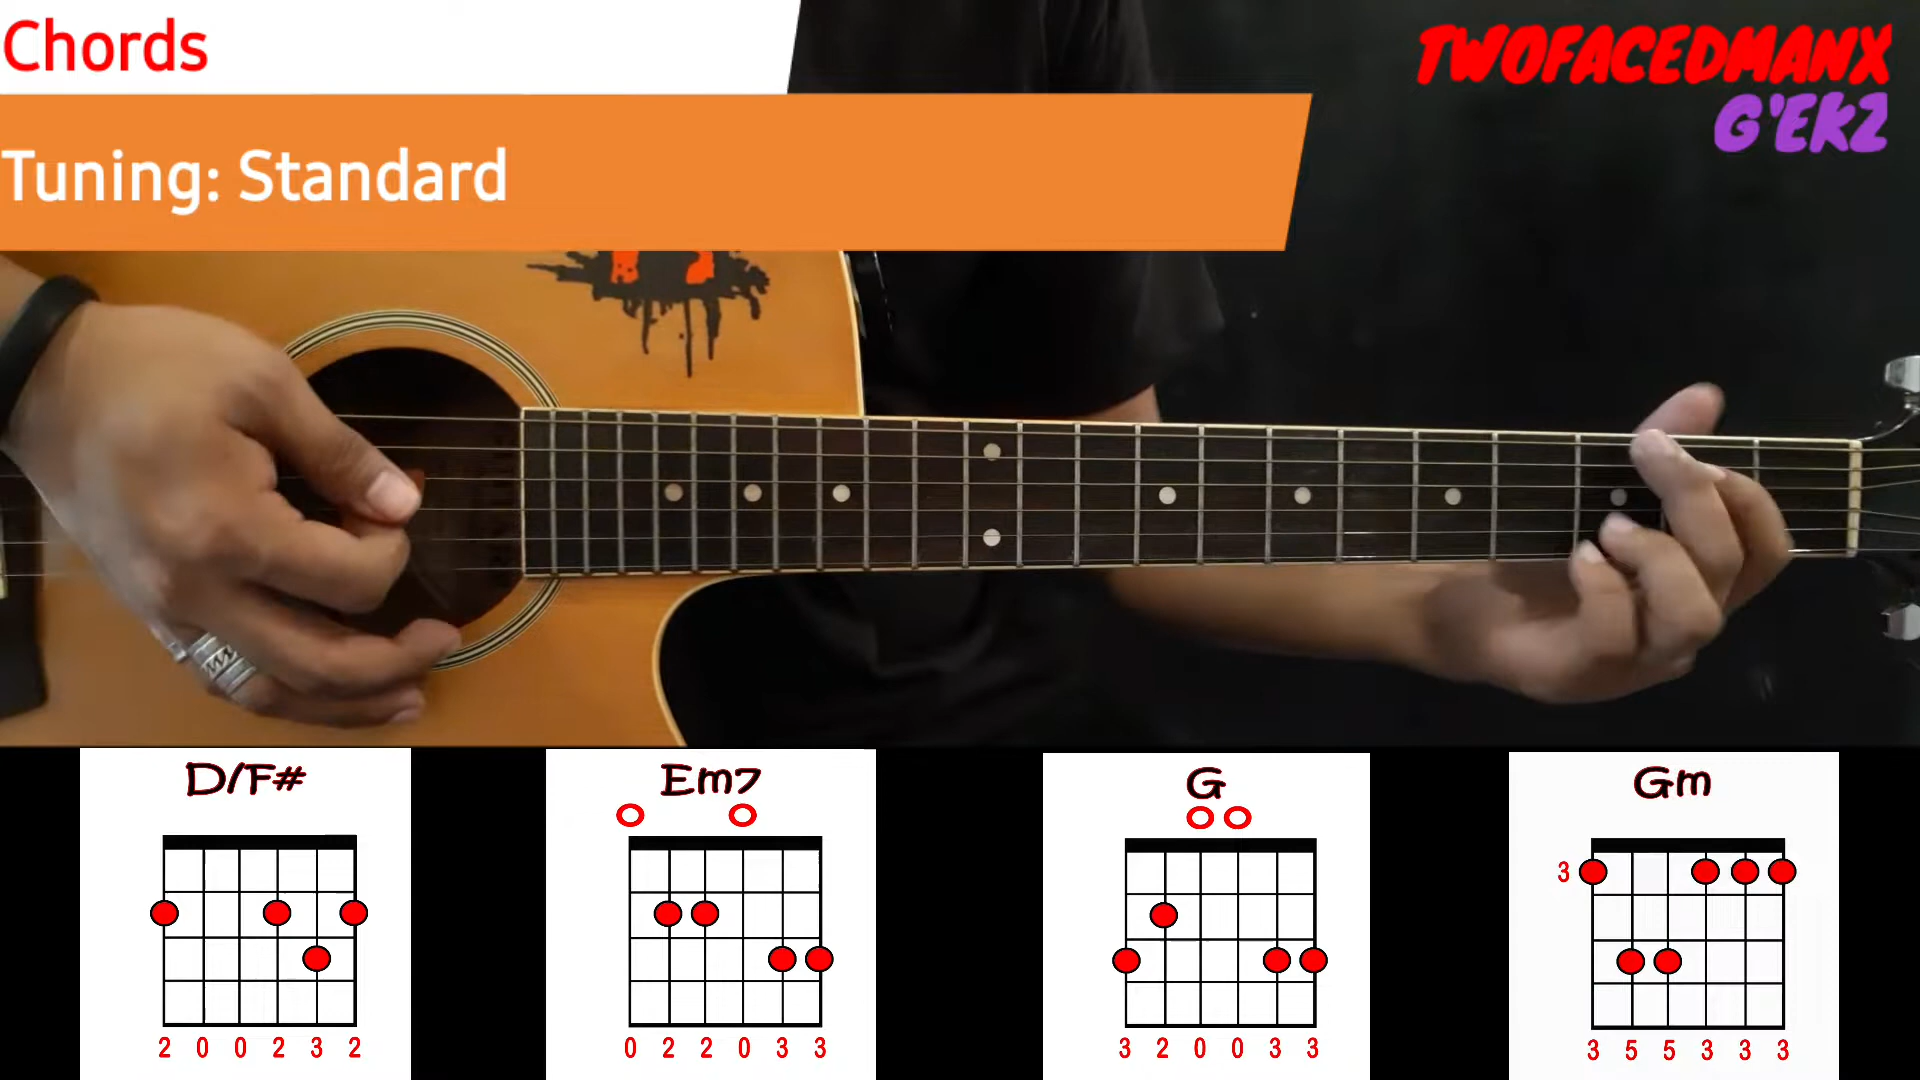 Chords
TWOFACEDMANX
G'EKZ
Tuning: Standard
D/F#
Em7
G
Gm
3
2 0 0 2 3 2
0 2 2 0 3 3
3 2 0 0 3 3
3 5 5 3 3 3